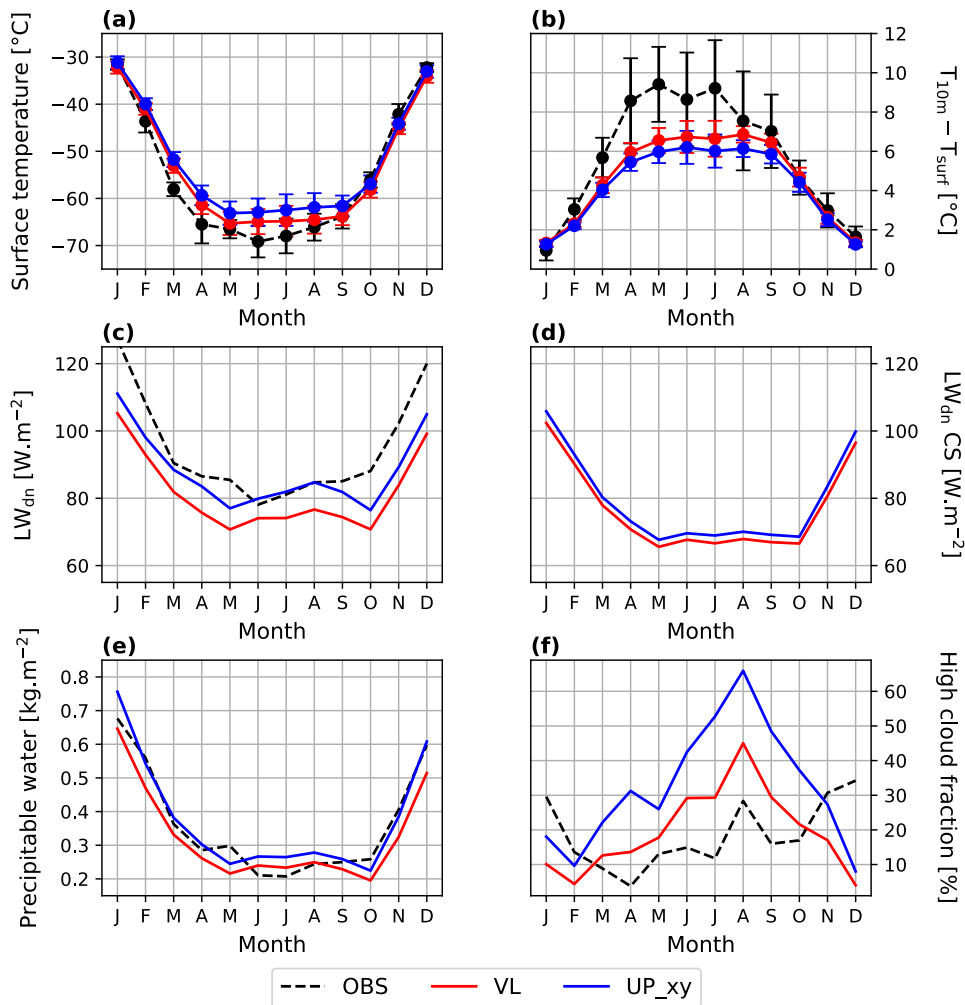 (a)
Surface temperature [°C]
−30
−40
−50
−60
−70
J F M A M J J A S O N D
Month
(b)
T10m − Tsurf [°C]
12
10
8
6
4
2
0
J F M A M J J A S O N D
Month
(c)
LWdn [W.m−2]
120
100
80
60
J F M A M J J A S O N D
Month
(d)
LWdn CS [W.m−2]
120
100
80
60
J F M A M J J A S O N D
Month
(e)
Precipitable water [kg.m−2]
0.8
0.7
0.6
0.5
0.4
0.3
0.2
J F M A M J J A S O N D
Month
(f)
High cloud fraction [%]
60
50
40
30
20
10
J F M A M J J A S O N D
Month
OBS VL UP_xy